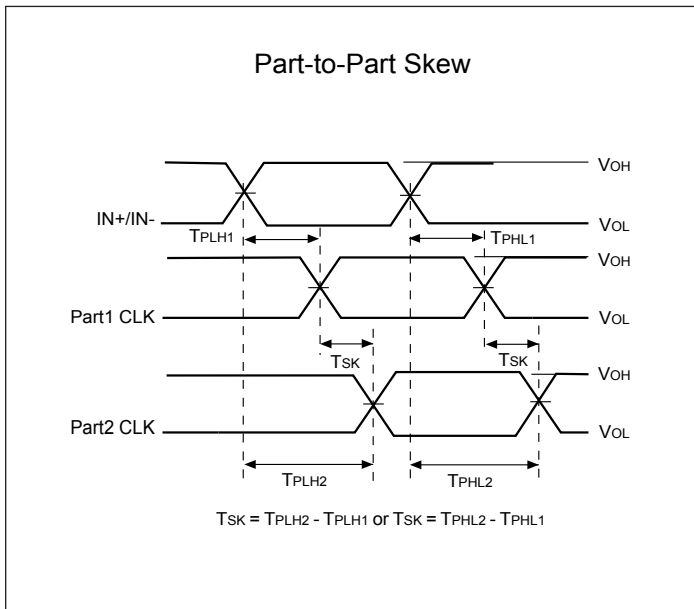 Part-to-Part Skew
VOH
IN+/IN-
VOL
TPLH1
TPHL1
VOH
Part1 CLK
VOL
TSK
TSK
VOH
Part2 CLK
VOL
TPLH2
TPHL2
TSK = TPLH2 - TPLH1 or TSK = TPHL2 - TPHL1